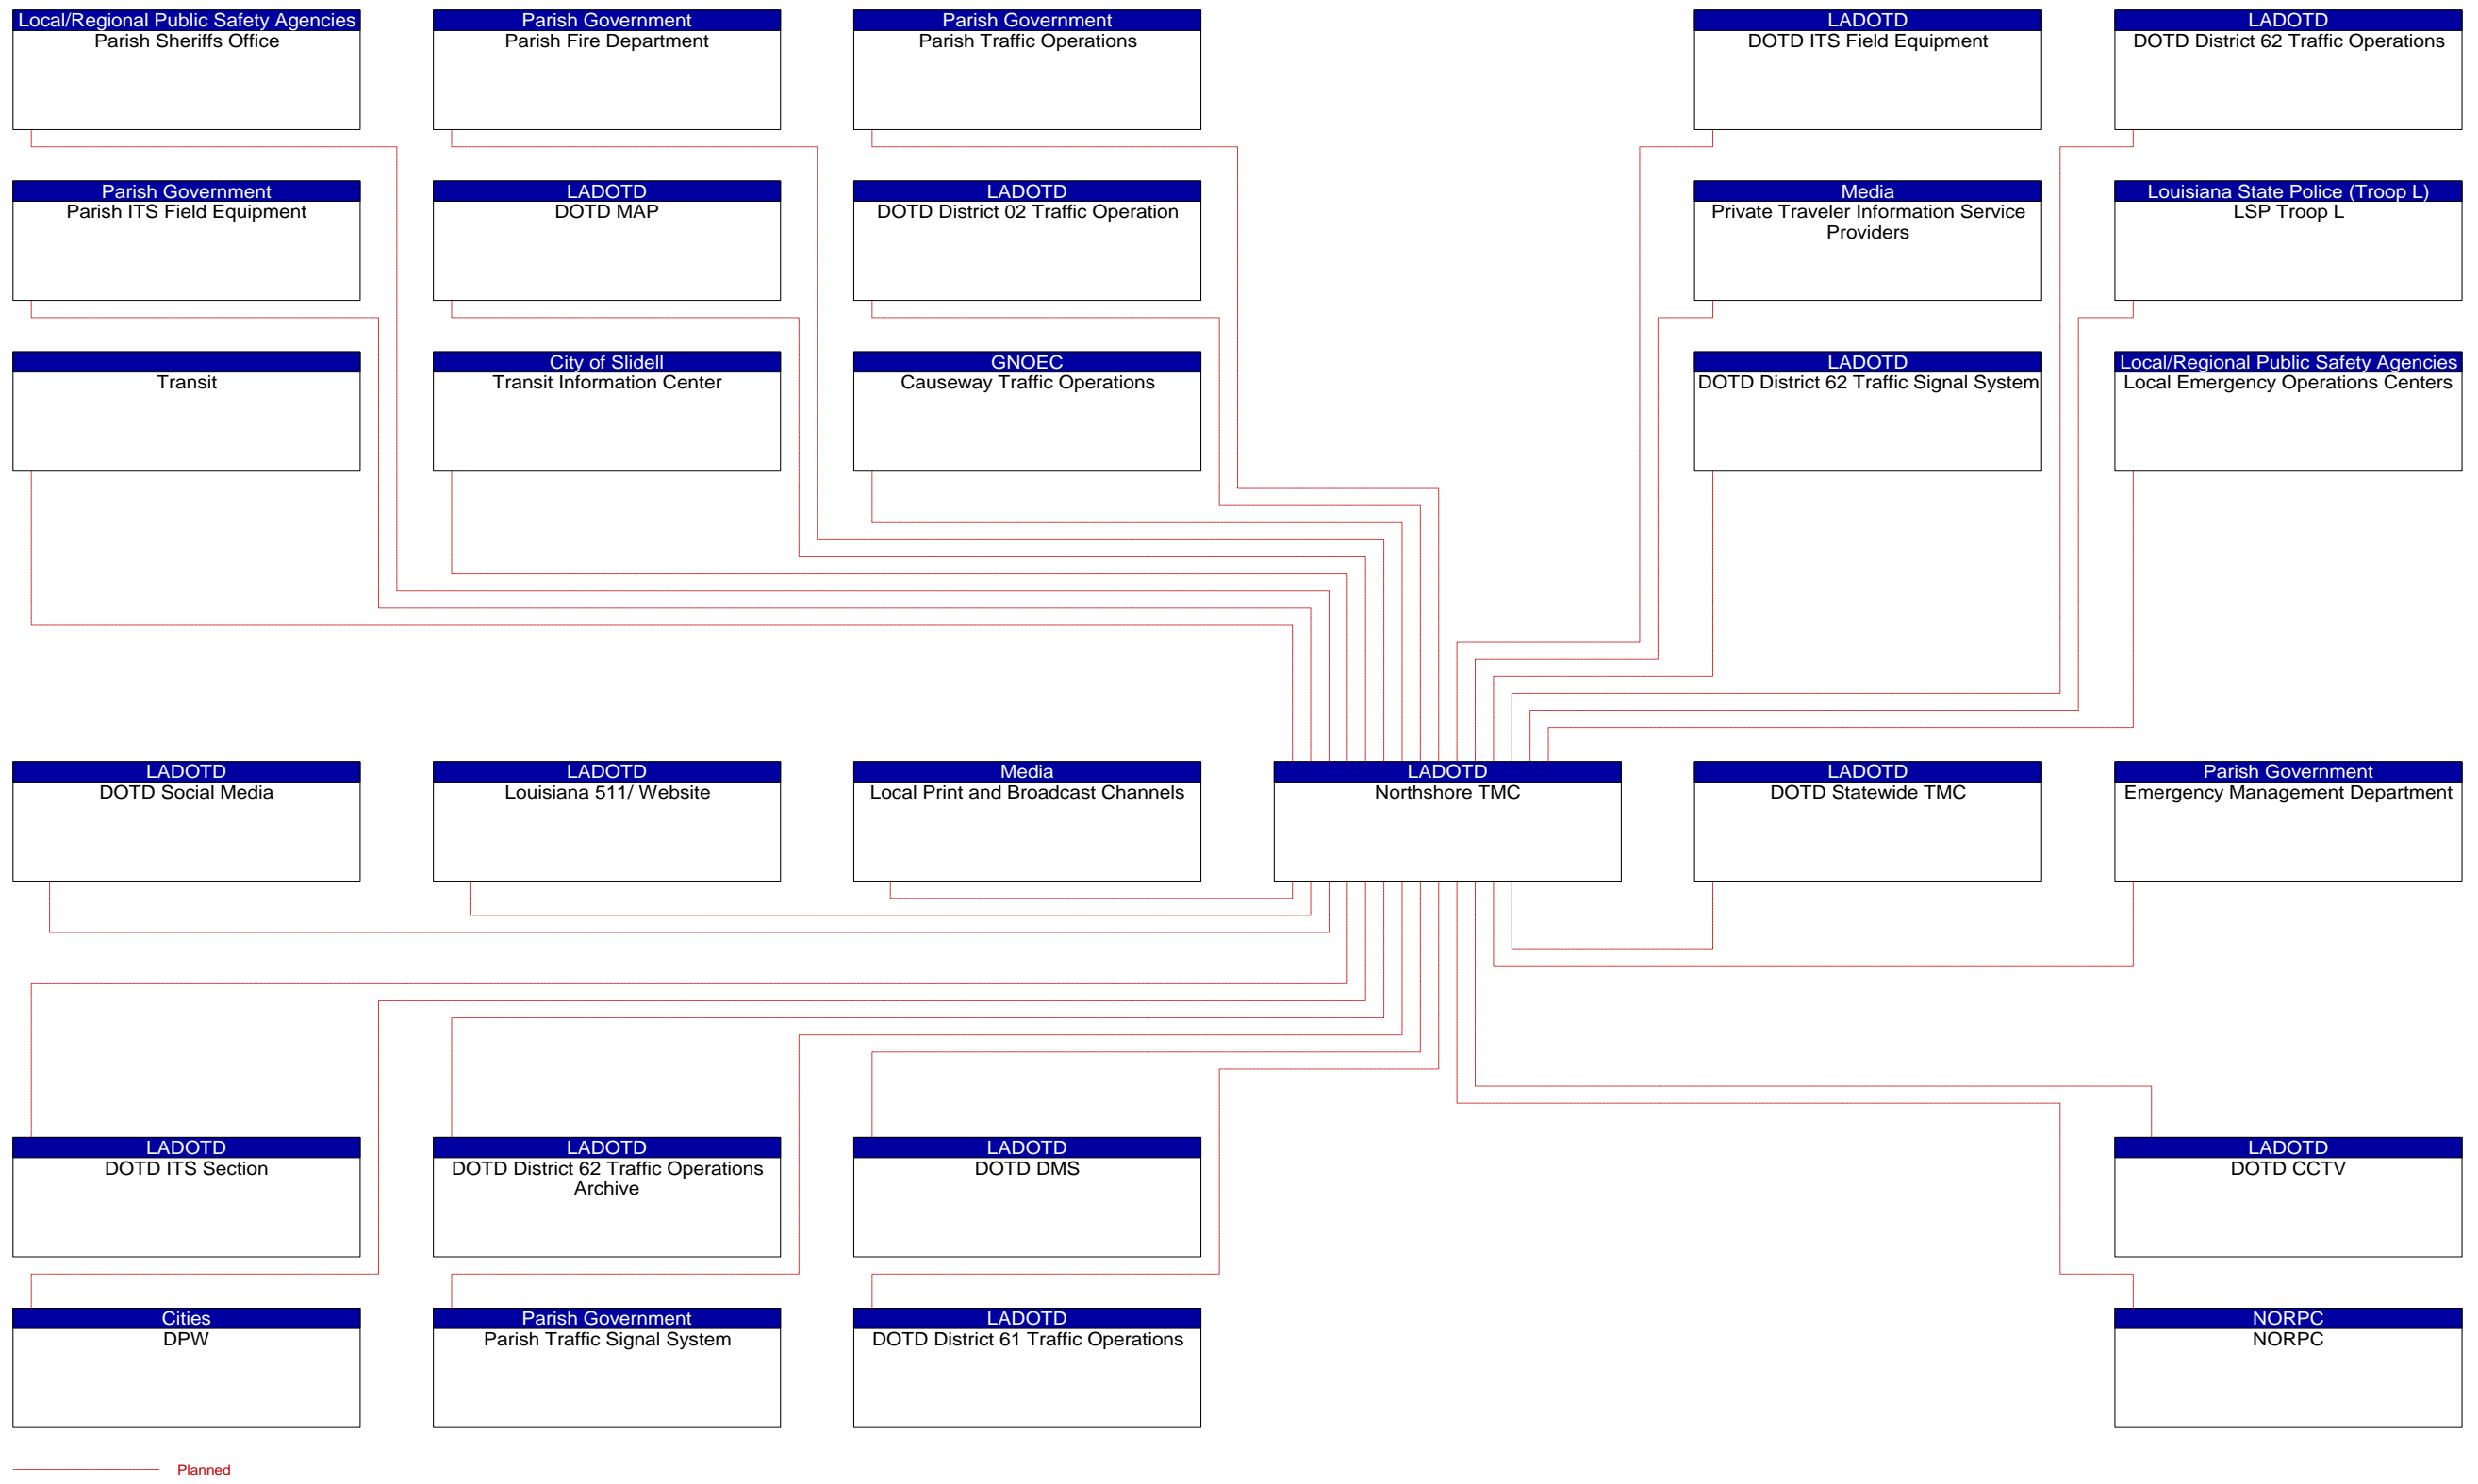 Local/Regional Public Safety Agencies
Parish Sheriffs Office
Parish Government
Parish Fire Department
Parish Government
Parish Traffic Operations
LADOTD
DOTD ITS Field Equipment
LADOTD
DOTD District 62 Traffic Operations
Parish Government
Parish ITS Field Equipment
LADOTD
DOTD MAP
LADOTD
DOTD District 02 Traffic Operation
Media
Private Traveler Information Service
Providers
Louisiana State Police (Troop L)
LSP Troop L
Transit
City of Slidell
Transit Information Center
GNOEC
Causeway Traffic Operations
LADOTD
DOTD District 62 Traffic Signal System
Local/Regional Public Safety Agencies
Local Emergency Operations Centers
LADOTD
DOTD Social Media
LADOTD
Louisiana 511/ Website
Media
Local Print and Broadcast Channels
LADOTD
Northshore TMC
LADOTD
DOTD Statewide TMC
Parish Government
Emergency Management Department
LADOTD
DOTD ITS Section
LADOTD
DOTD District 62 Traffic Operations
Archive
LADOTD
DOTD DMS
LADOTD
DOTD CCTV
Cities
DPW
Parish Government
Parish Traffic Signal System
LADOTD
DOTD District 61 Traffic Operations
NORPC
NORPC
Planned